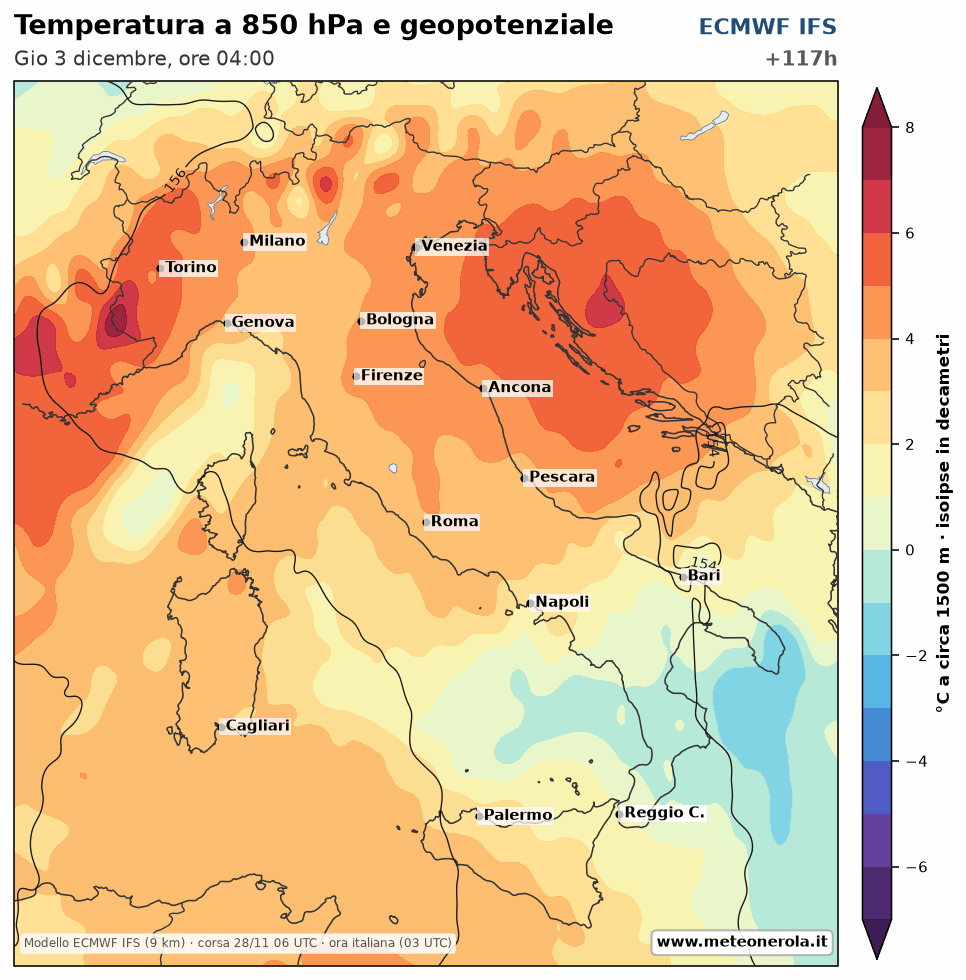 Temperatura a 850 hPa e geopotenziale
ECMWF IFS
Gio 3 dicembre, ore 04:00
+117h
156
Milano
Venezia
Torino
Genova
Bologna
Firenze
Ancona
154
Pescara
Roma
154
Bari
Napoli
Cagliari
Palermo
Reggio C.
8
6
4
2
0
−2
−4
−6
°C a circa 1500 m · isoipse in decametri
Modello ECMWF IFS (9 km) · corsa 28/11 06 UTC · ora italiana (03 UTC)
www.meteonerola.it